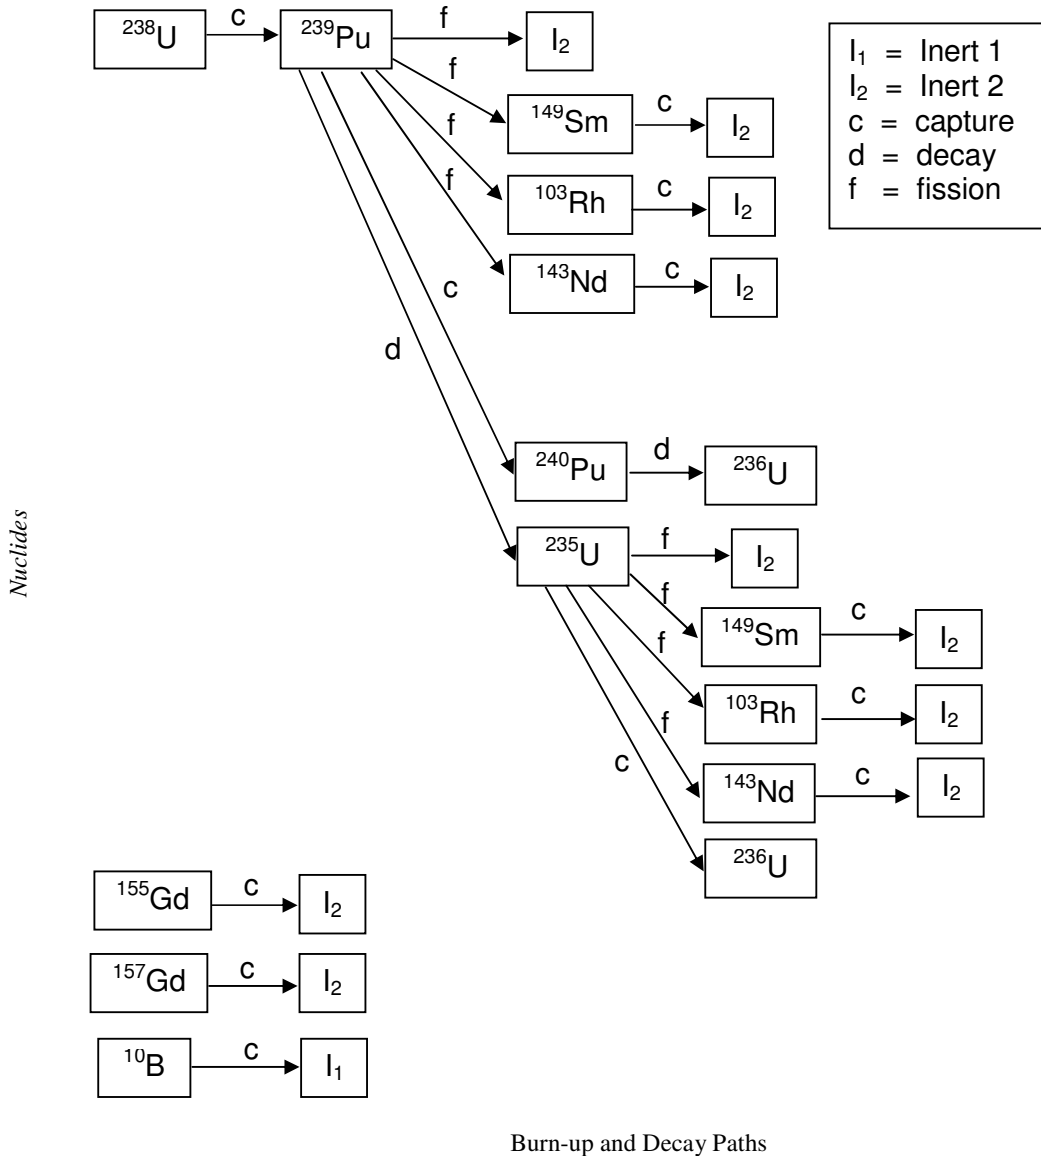 ²³⁸U c ²³⁹Pu f I₂
I₁ = Inert 1
I₂ = Inert 2
c = capture
d = decay
f = fission
f ¹⁴⁹Sm c I₂
f ¹⁰³Rh c I₂
f ¹⁴³Nd c I₂
c
d
²⁴⁰Pu d ²³⁶U
²³⁵U f I₂
f ¹⁴⁹Sm c I₂
f ¹⁰³Rh c I₂
f ¹⁴³Nd c I₂
c ²³⁶U
Nuclides
¹⁵⁵Gd c I₂
¹⁵⁷Gd c I₂
¹⁰B c I₁
Burn-up and Decay Paths